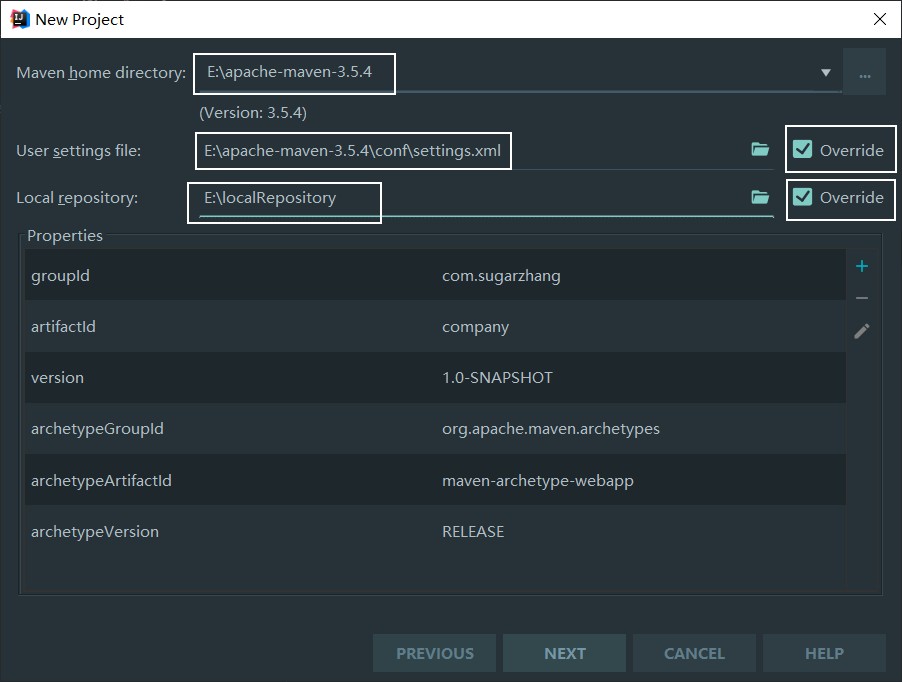 New Project
Maven home directory: E:\apache-maven-3.5.4 ...
(Version: 3.5.4)
User settings file: E:\apache-maven-3.5.4\conf\settings.xml Override
Local repository: E:\localRepository Override
Properties
groupId com.sugarzhang
artifactId company
version 1.0-SNAPSHOT
archetypeGroupId org.apache.maven.archetypes
archetypeArtifactId maven-archetype-webapp
archetypeVersion RELEASE
PREVIOUS NEXT CANCEL HELP